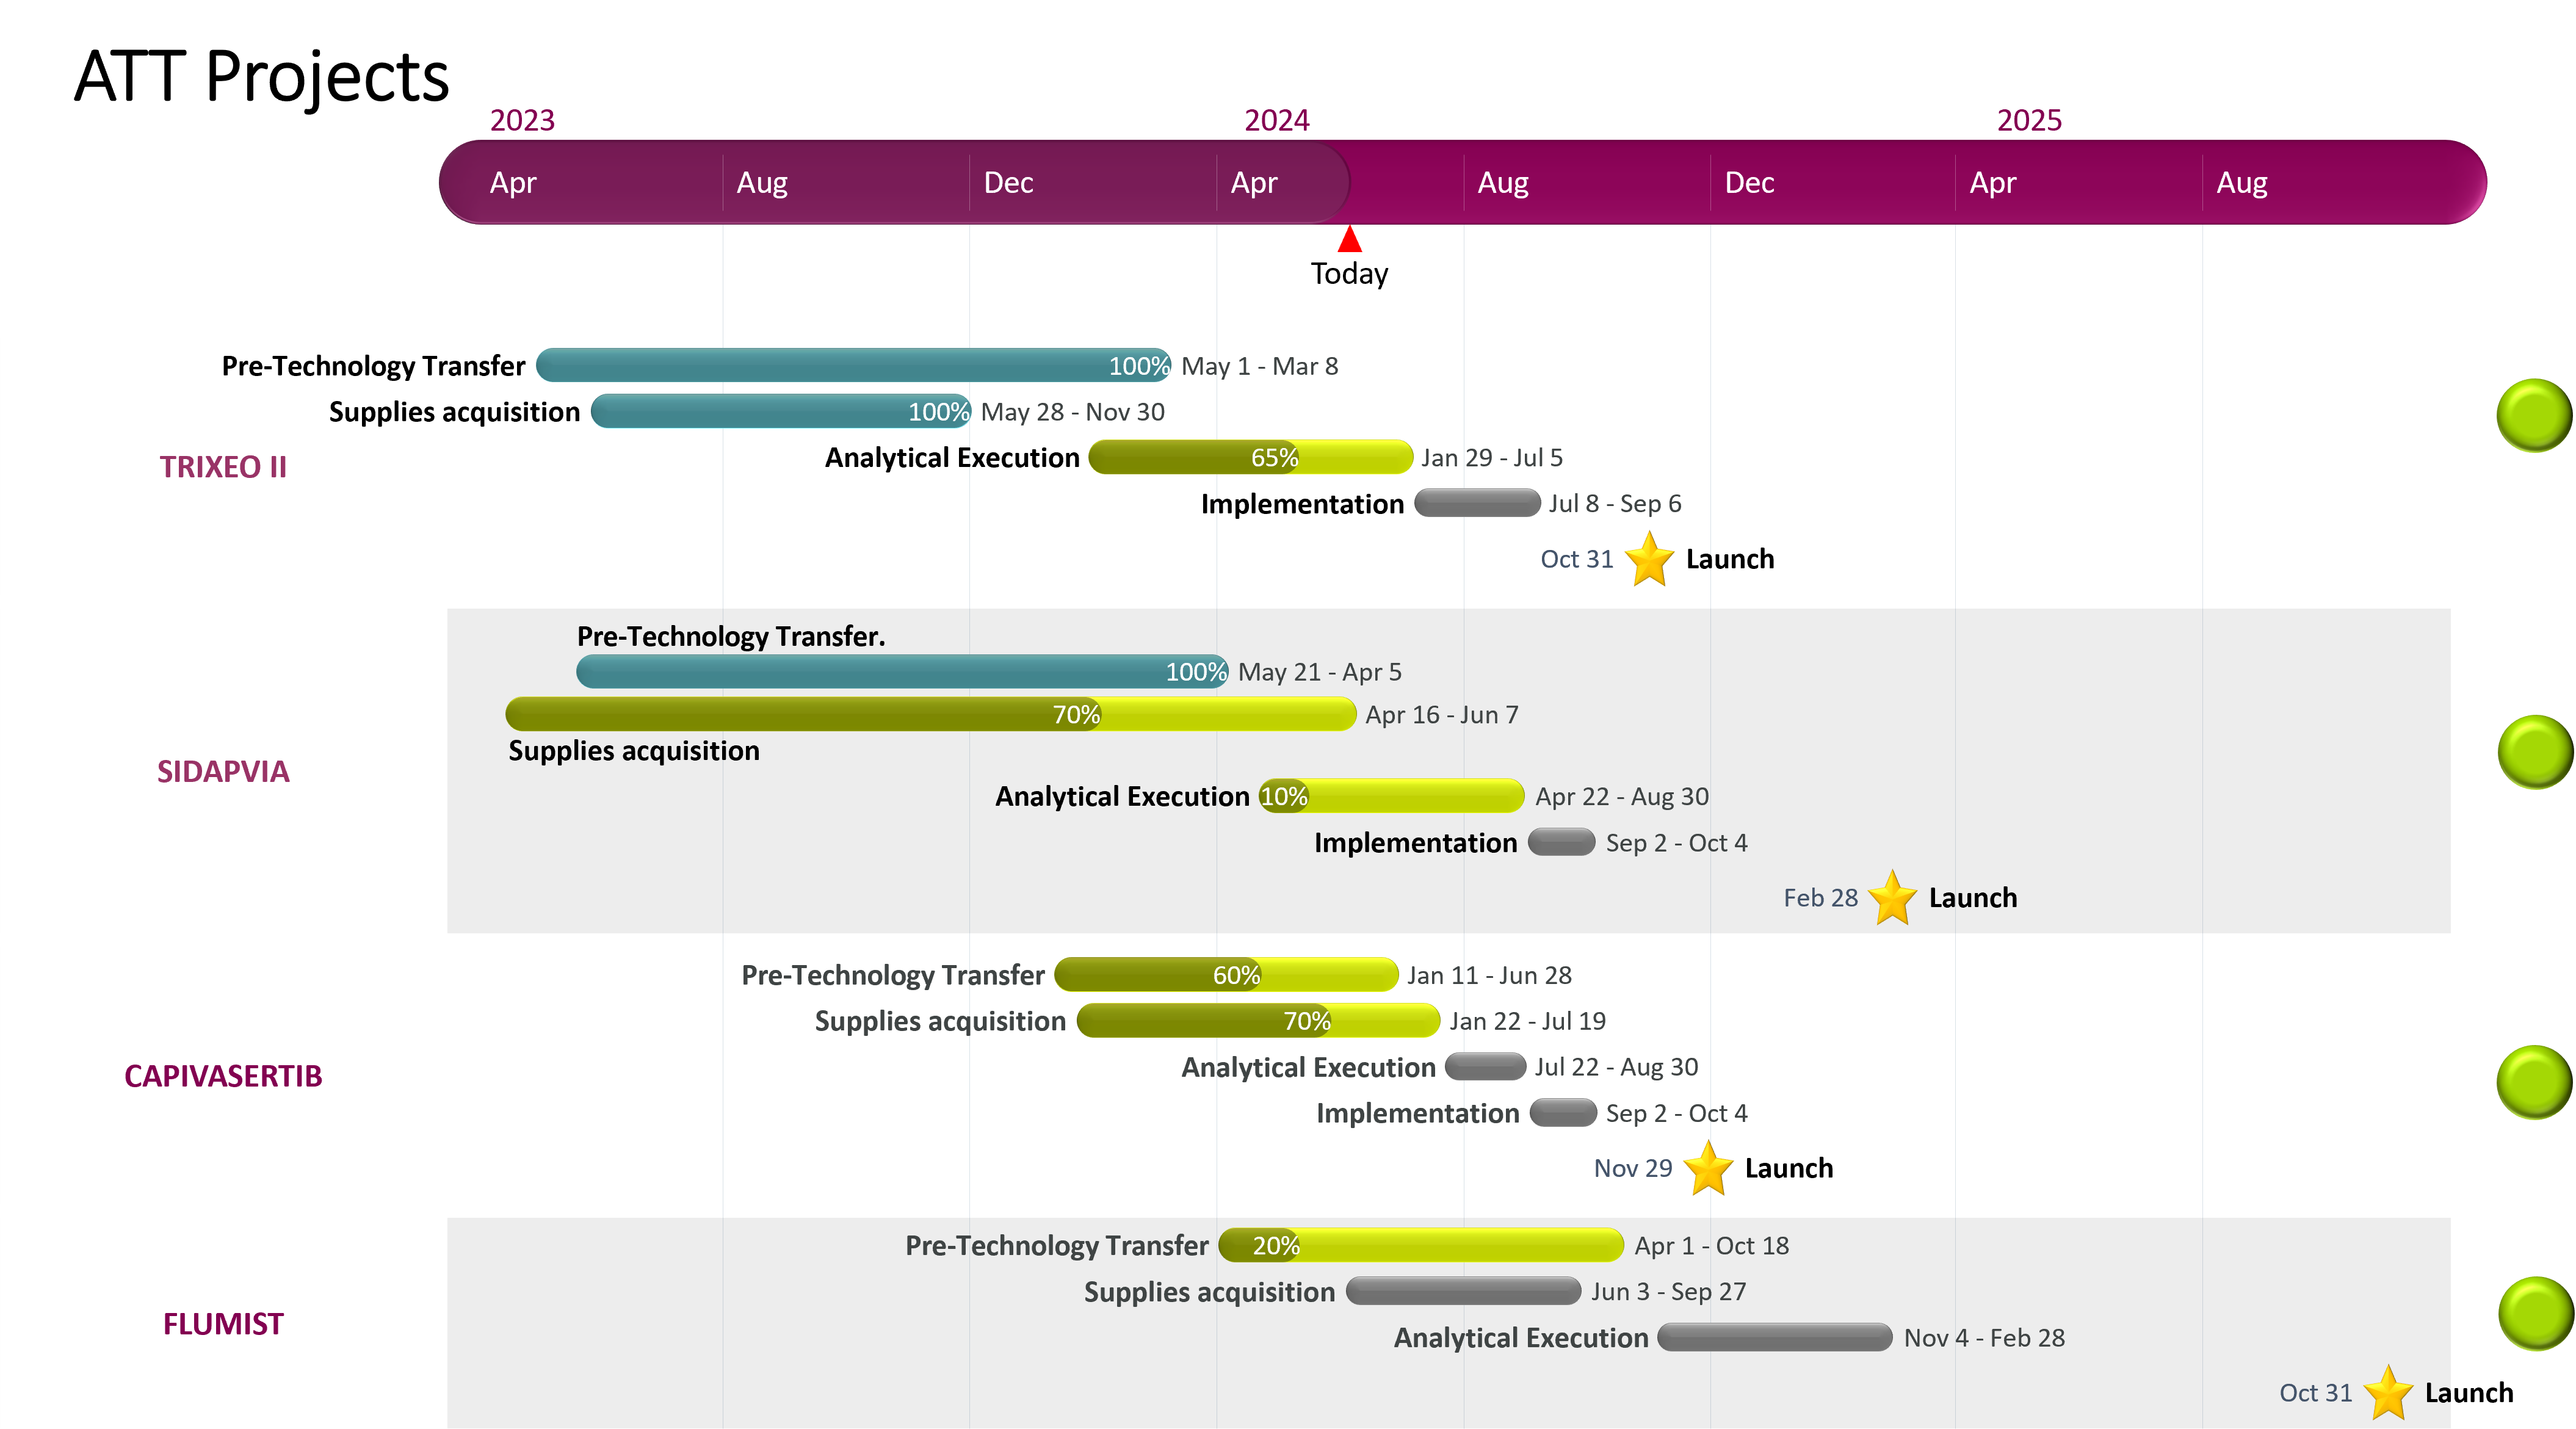 ATT Projects
2023 2024 2025
Apr Aug Dec Apr Aug Dec Apr Aug
Today
TRIXEO II
Pre-Technology Transfer 100% May 1 - Mar 8
Supplies acquisition 100% May 28 - Nov 30
Analytical Execution 65% Jan 29 - Jul 5
Implementation Jul 8 - Sep 6
Oct 31 Launch
SIDAPVIA
Pre-Technology Transfer.
100% May 21 - Apr 5
70% Apr 16 - Jun 7
Supplies acquisition
Analytical Execution 10% Apr 22 - Aug 30
Implementation Sep 2 - Oct 4
Feb 28 Launch
CAPIVASERTIB
Pre-Technology Transfer 60% Jan 11 - Jun 28
Supplies acquisition 70% Jan 22 - Jul 19
Analytical Execution Jul 22 - Aug 30
Implementation Sep 2 - Oct 4
Nov 29 Launch
FLUMIST
Pre-Technology Transfer 20% Apr 1 - Oct 18
Supplies acquisition Jun 3 - Sep 27
Analytical Execution Nov 4 - Feb 28
Oct 31 Launch